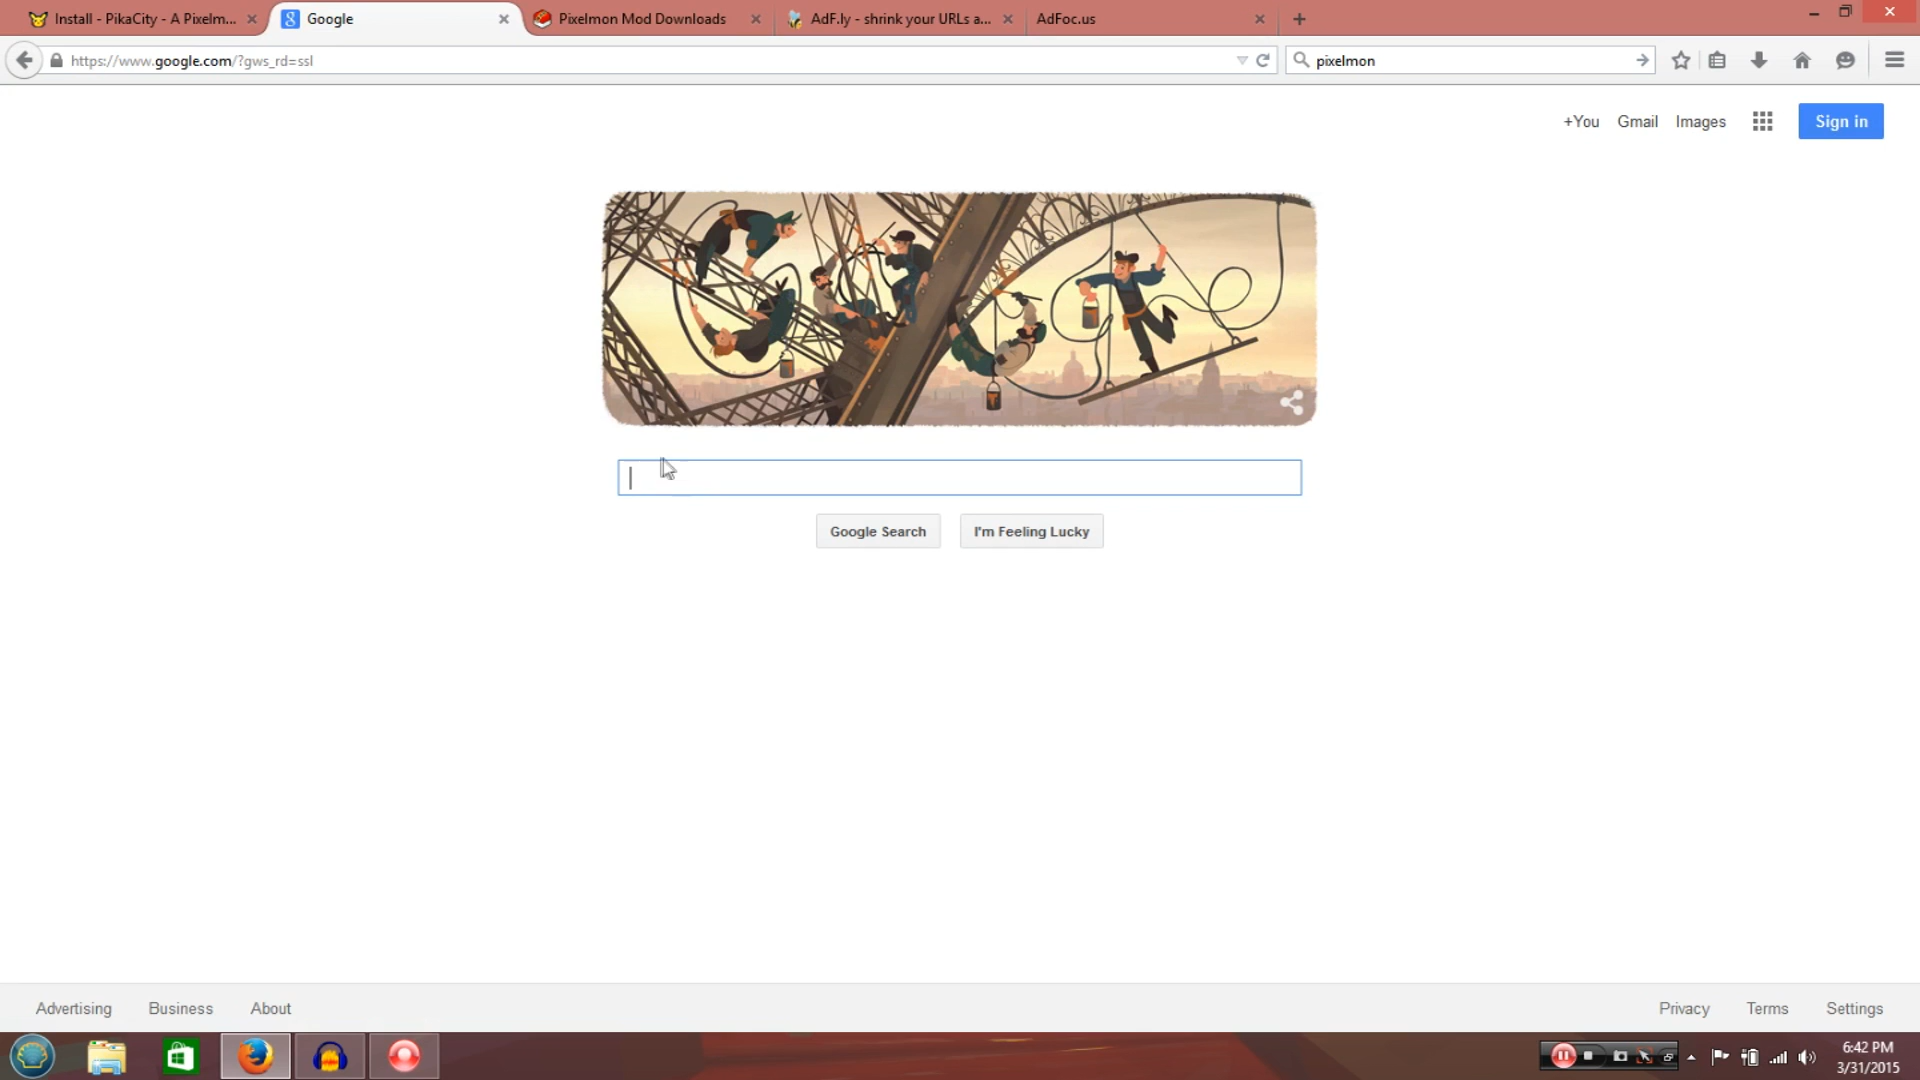 Install - PikaCity - A Pixelm...
Google
Pixelmon Mod Downloads
AdF.ly - shrink your URLs a...
AdFoc.us
https://www.google.com/?gws_rd=ssl
pixelmon
+You Gmail Images Sign in
Google Search I'm Feeling Lucky
Advertising Business About Privacy Terms Settings
6:42 PM
3/31/2015